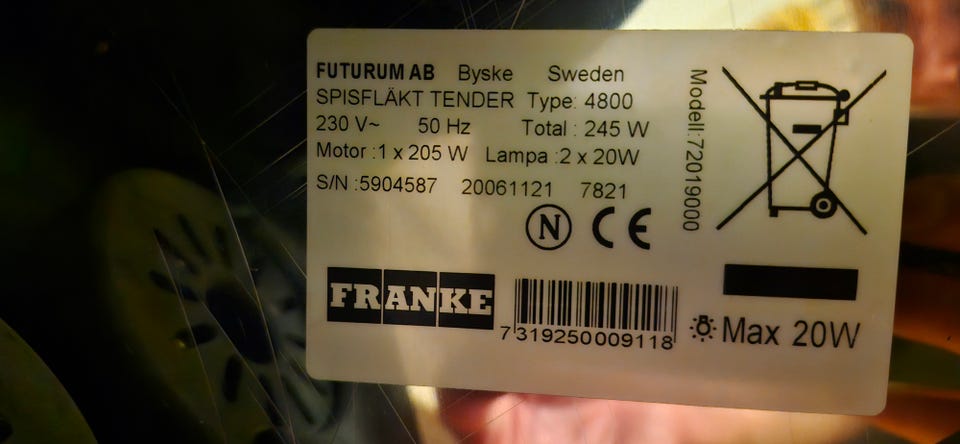 FUTURUM AB Byske Sweden
SPISFLÄKT TENDER Type: 4800
230 V~ 50 Hz Total : 245 W
Motor :1 x 205 W Lampa :2 x 20W
S/N :5904587 20061121 7821
Modell:72019000
N CE
FRANKE
7319250009118
Max 20W